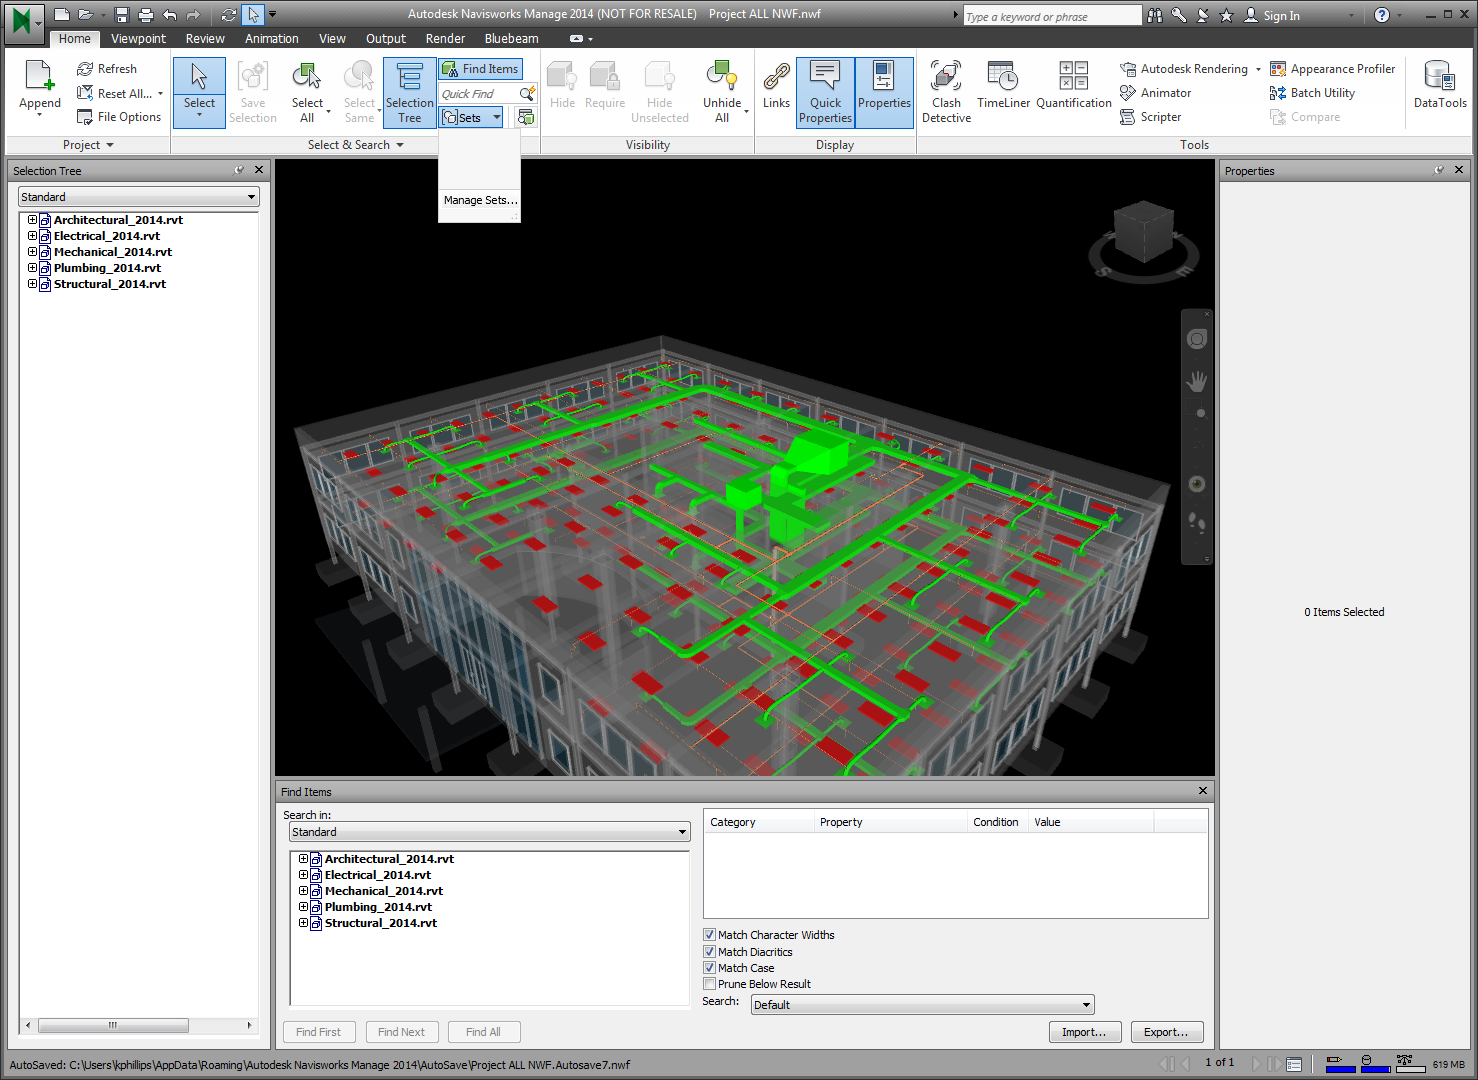 Autodesk Navisworks Manage 2014 (NOT FOR RESALE) Project ALL NWF.nwf
Type a keyword or phrase
Sign In
Home Viewpoint Review Animation View Output Render Bluebeam
Append
Refresh
Reset All...
File Options
Project
Select
Save Selection
Select All
Select Same
Selection Tree
Find Items
Quick Find
Sets
Manage Sets...
Select & Search
Hide
Require
Hide Unselected
Unhide All
Visibility
Links
Quick Properties
Properties
Display
Clash Detective
TimeLiner
Quantification
Autodesk Rendering
Animator
Scripter
Appearance Profiler
Batch Utility
Compare
DataTools
Tools
Selection Tree
Standard
Architectural_2014.rvt
Electrical_2014.rvt
Mechanical_2014.rvt
Plumbing_2014.rvt
Structural_2014.rvt
S
E
Properties
0 Items Selected
Find Items
Search in:
Standard
Architectural_2014.rvt
Electrical_2014.rvt
Mechanical_2014.rvt
Plumbing_2014.rvt
Structural_2014.rvt
Find First
Find Next
Find All
Category Property Condition Value
Match Character Widths
Match Diacritics
Match Case
Prune Below Result
Search: Default
Import...
Export...
AutoSaved: C:\Users\kphillips\AppData\Roaming\Autodesk Navisworks Manage 2014\AutoSave\Project ALL NWF.Autosave7.nwf
1 of 1
619 MB